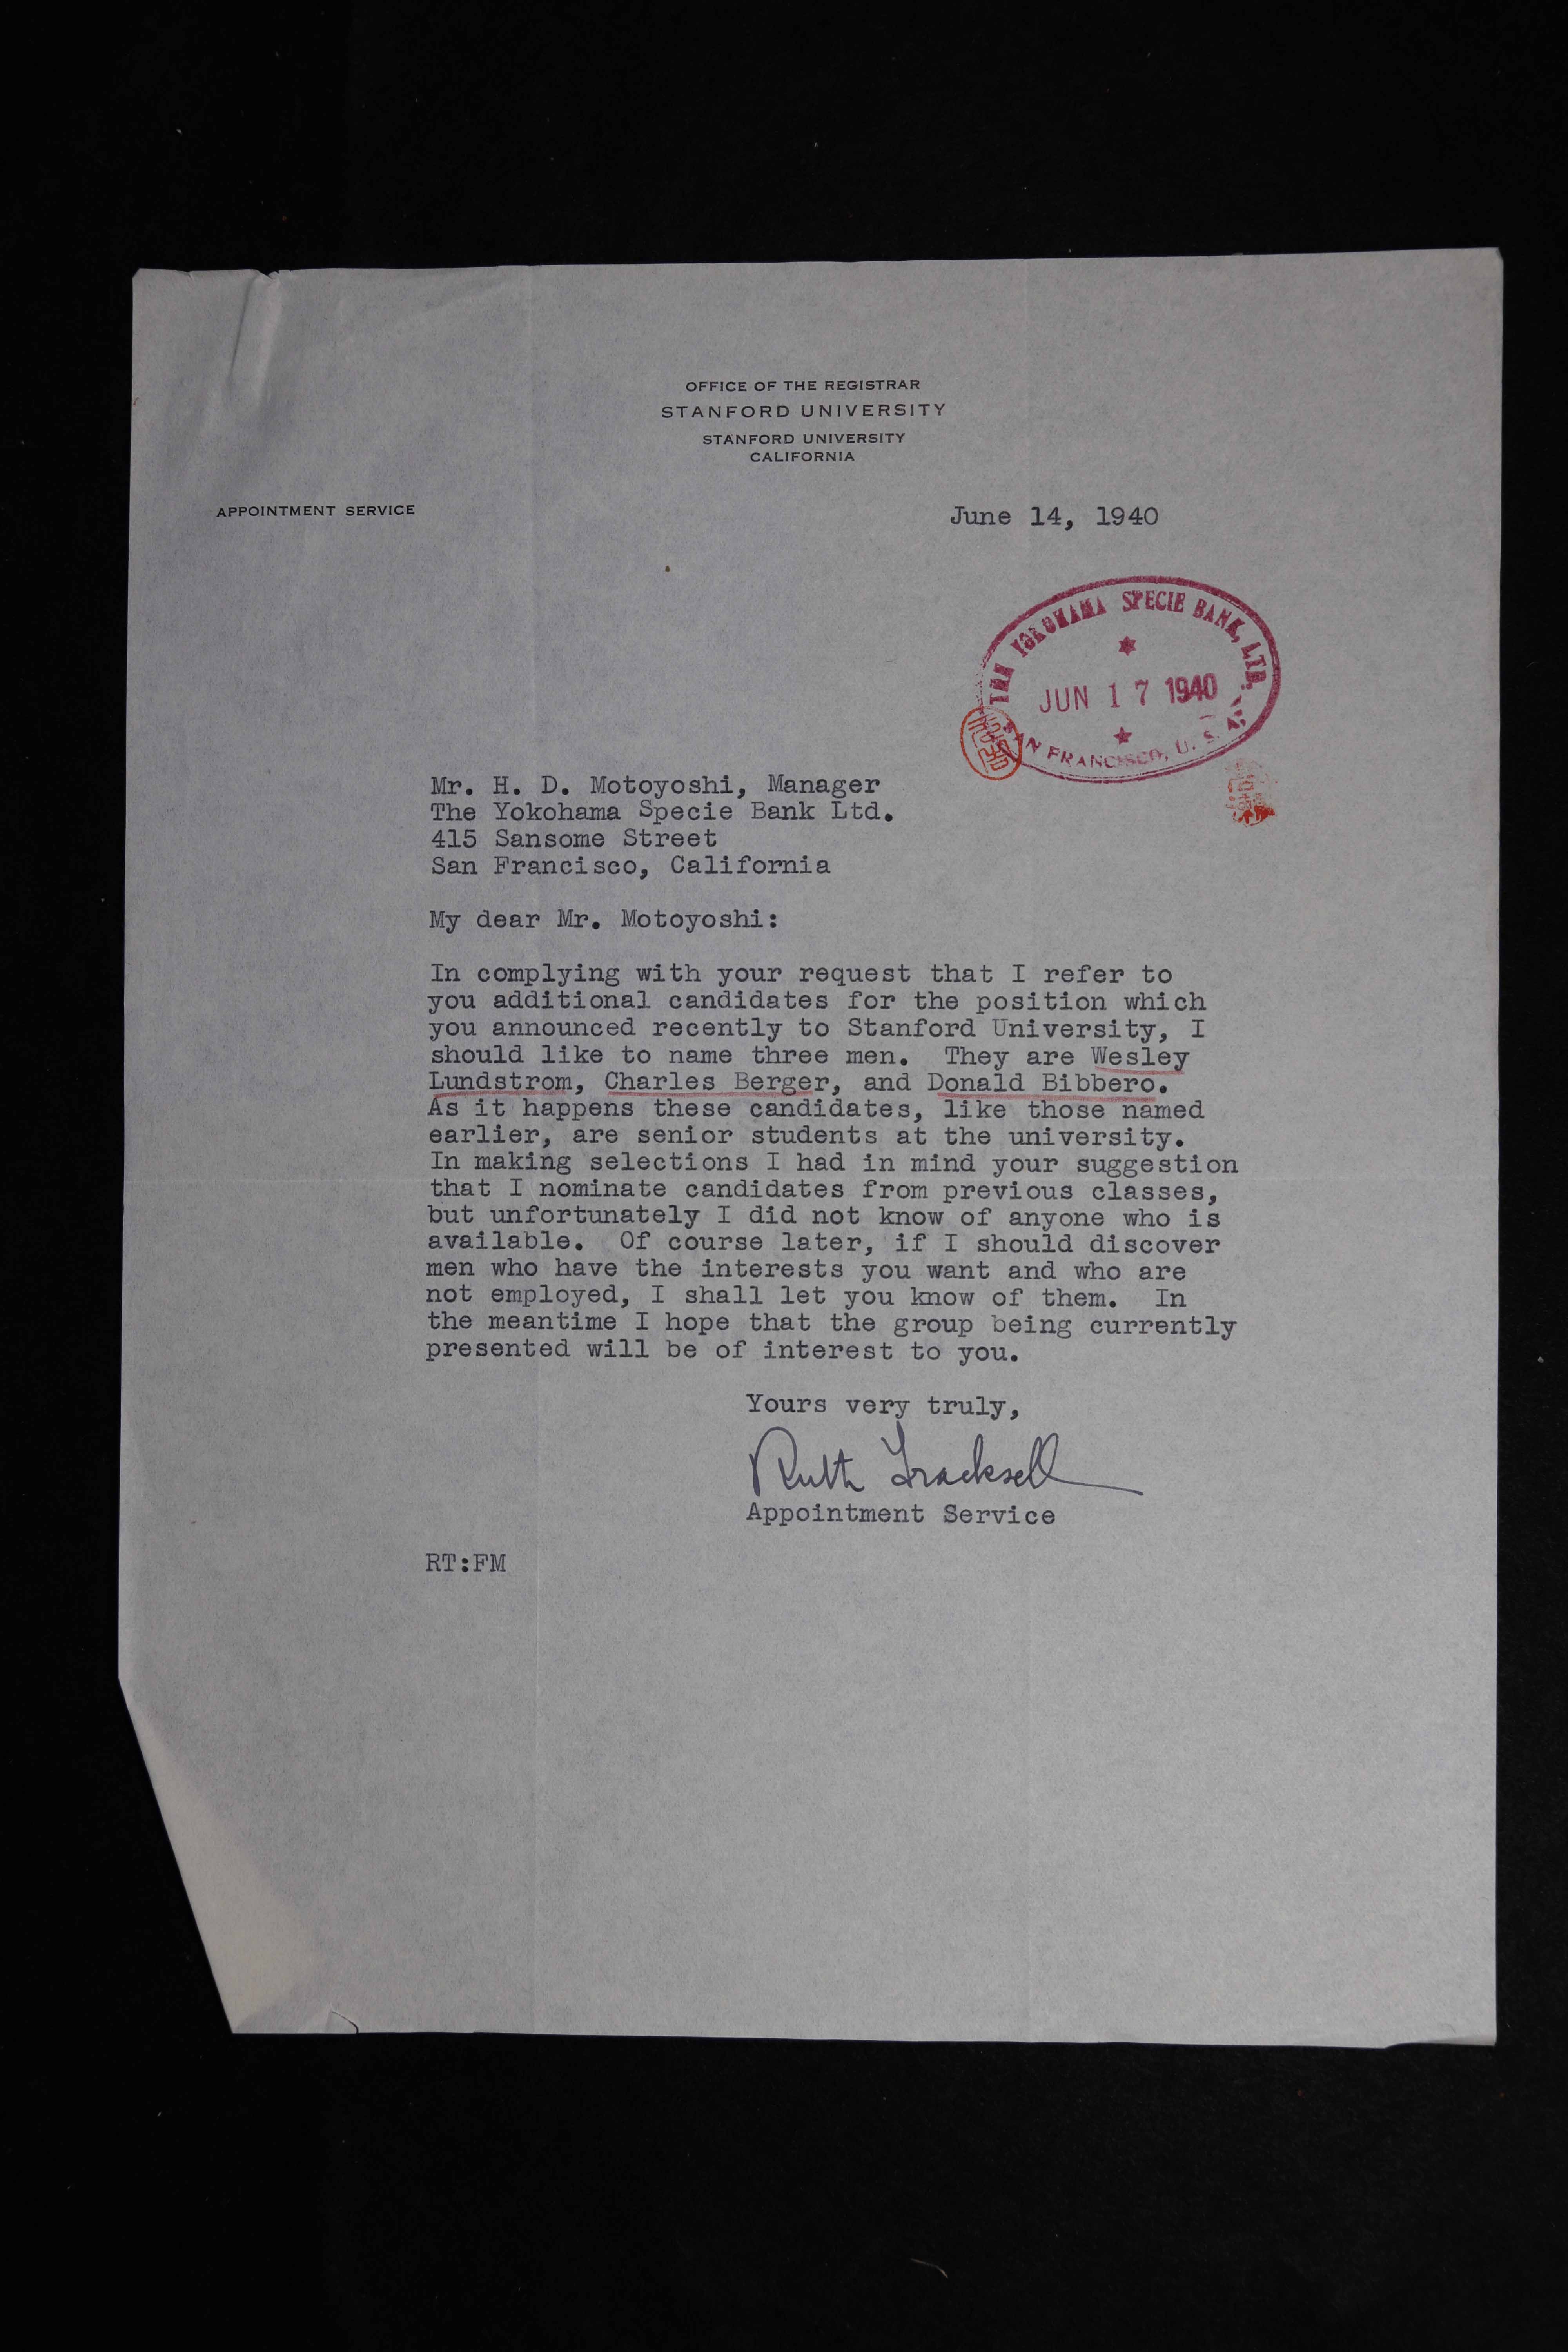 OFFICE OF THE REGISTRAR
STANFORD UNIVERSITY
STANFORD UNIVERSITY
CALIFORNIA
APPOINTMENT SERVICE
June 14, 1940
THE YOKOHAMA SPECIE BANK, LTD.
JUN 17 1940
SAN FRANCISCO, U. S. A.
Mr. H. D. Motoyoshi, Manager
The Yokohama Specie Bank Ltd.
415 Sansome Street
San Francisco, California
My dear Mr. Motoyoshi:
In complying with your request that I refer to
you additional candidates for the position which
you announced recently to Stanford University, I
should like to name three men.  They are Wesley
Lundstrom, Charles Berger, and Donald Bibbero.
As it happens these candidates, like those named
earlier, are senior students at the university.
In making selections I had in mind your suggestion
that I nominate candidates from previous classes,
but unfortunately I did not know of anyone who is
available.  Of course later, if I should discover
men who have the interests you want and who are
not employed, I shall let you know of them.  In
the meantime I hope that the group being currently
presented will be of interest to you.
Yours very truly,
Ruth Tracksell
Appointment Service
RT:FM